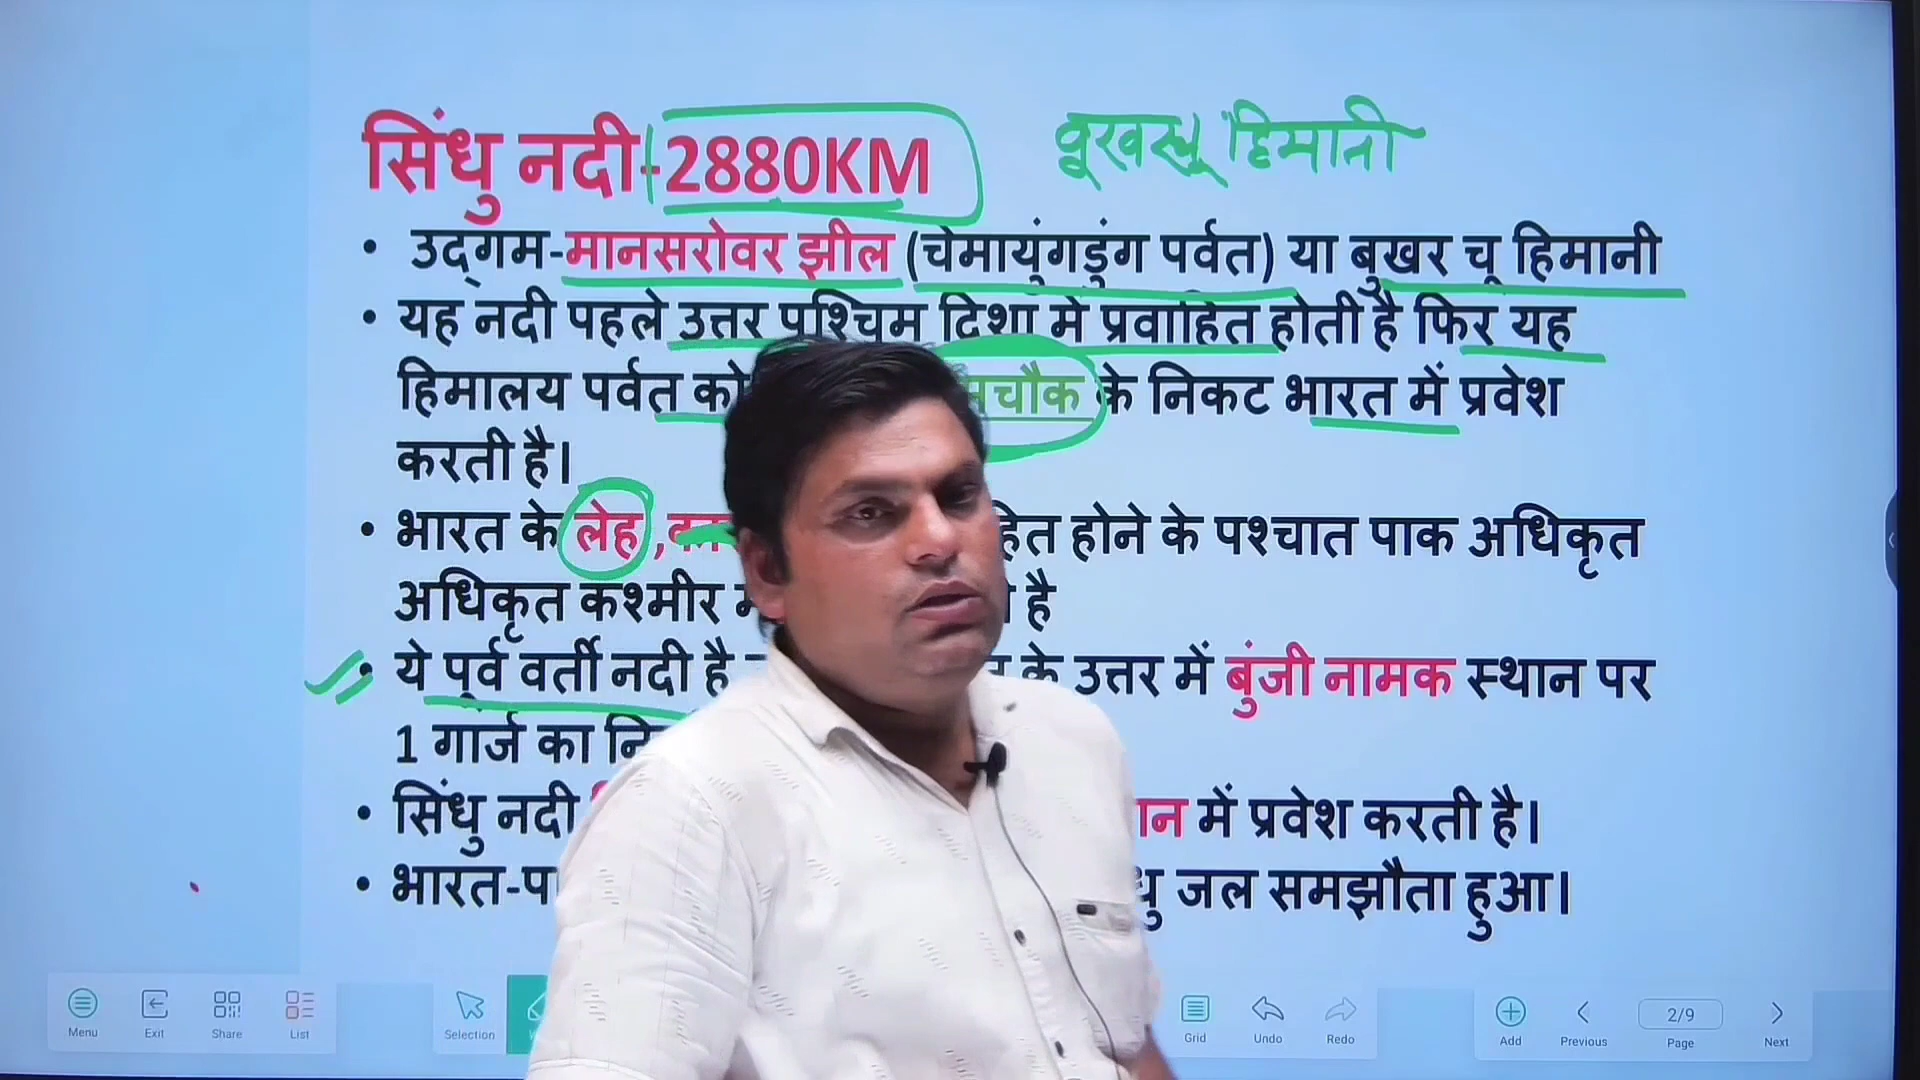 सिंधु नदी-2880KM
हिमानी
• उद्गम-मानसरोवर झील (चेमायुंगडुंग पर्वत) या बुखर चू हिमानी
• यह नदी पहले उत्तर पश्चिम दिशा में प्रवाहित होती है फिर यह
हिमालय पर्वत को के निकट भारत में प्रवेश
करती है।
• भारत के लेह , होने के पश्चात पाक अधिकृत
अधिकृत कश्मीर है
• ये पूर्व वर्ती नदी है के उत्तर में बुंजी नामक स्थान पर
1 गार्ज का
• सिंधु नदी में प्रवेश करती है।
• जल समझौता हुआ।
Menu Exit Share List Selection Grid Undo Redo Add Previous 2/9 Page Next